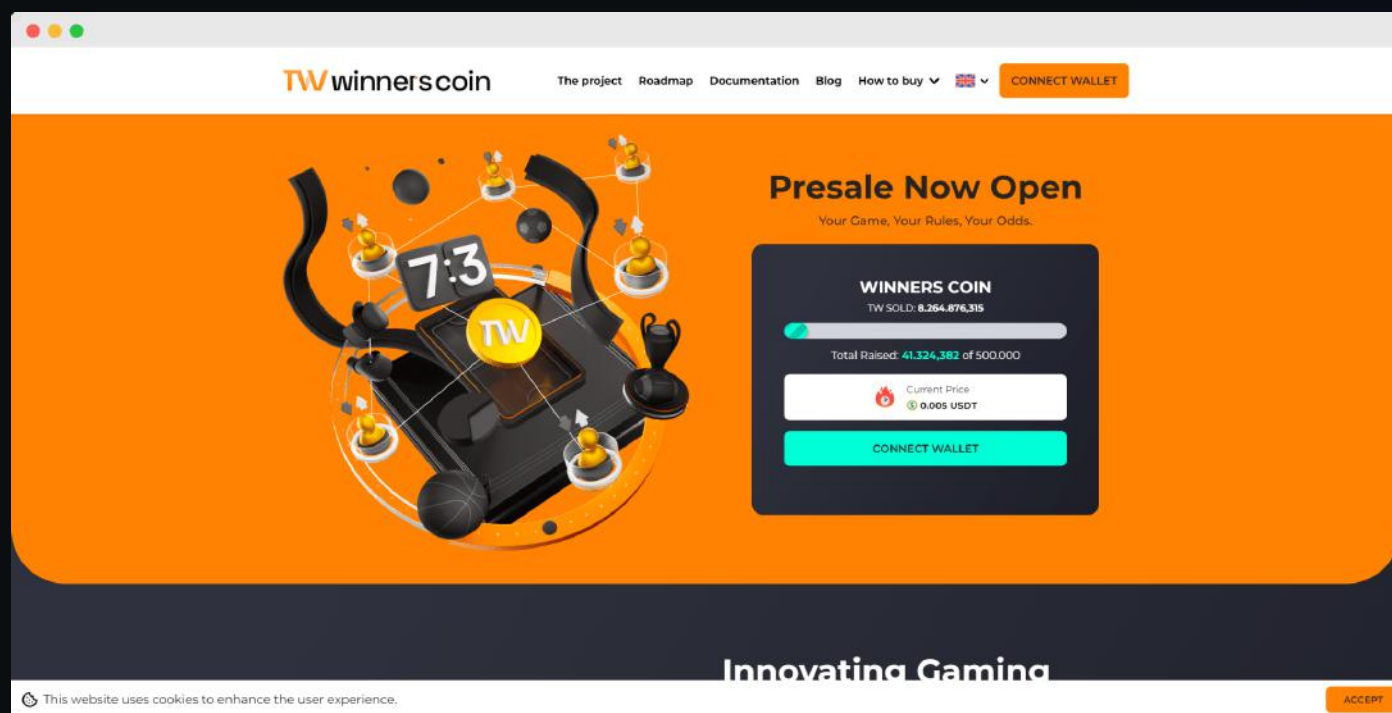 TW winnerscoin
The project Roadmap Documentation Blog How to buy CONNECT WALLET
Presale Now Open
Your Game, Your Rules, Your Odds.
7:3
TW
WINNERS COIN
TW SOLD: 8.264.876,315
Total Raised: 41.324,382 of 500.000
Current Price
0.005 USDT
CONNECT WALLET
Innovating Gaming
This website uses cookies to enhance the user experience.
ACCEPT